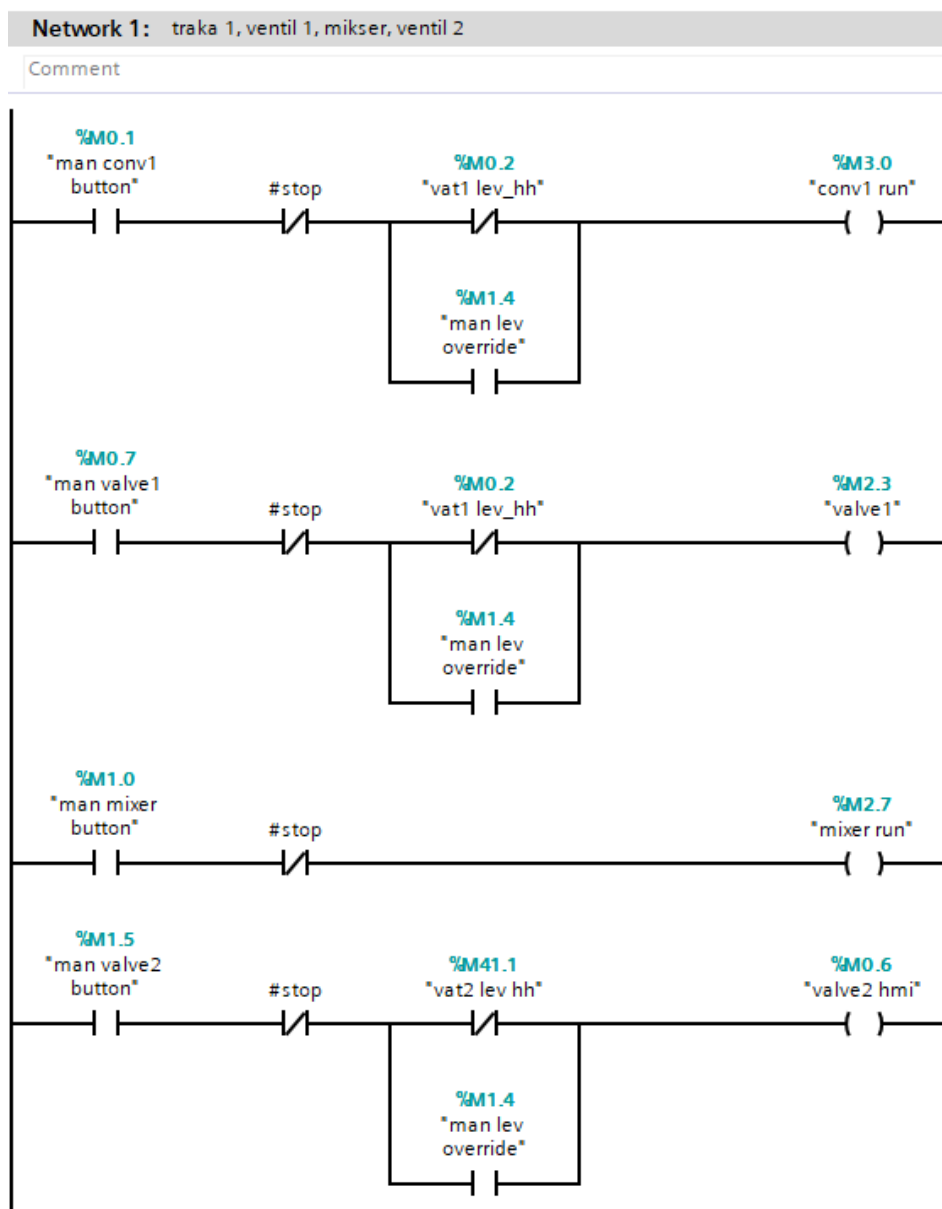 Network 1: traka 1, ventil 1, mikser, ventil 2
Comment
%M0.1
"man conv1
button"
#stop
%M0.2
"vat1 lev_hh"
%M3.0
"conv1 run"
%M1.4
"man lev
override"
%M0.7
"man valve1
button"
#stop
%M0.2
"vat1 lev_hh"
%M2.3
"valve1"
%M1.4
"man lev
override"
%M1.0
"man mixer
button"
#stop
%M2.7
"mixer run"
%M1.5
"man valve2
button"
#stop
%M41.1
"vat2 lev hh"
%M0.6
"valve2 hmi"
%M1.4
"man lev
override"